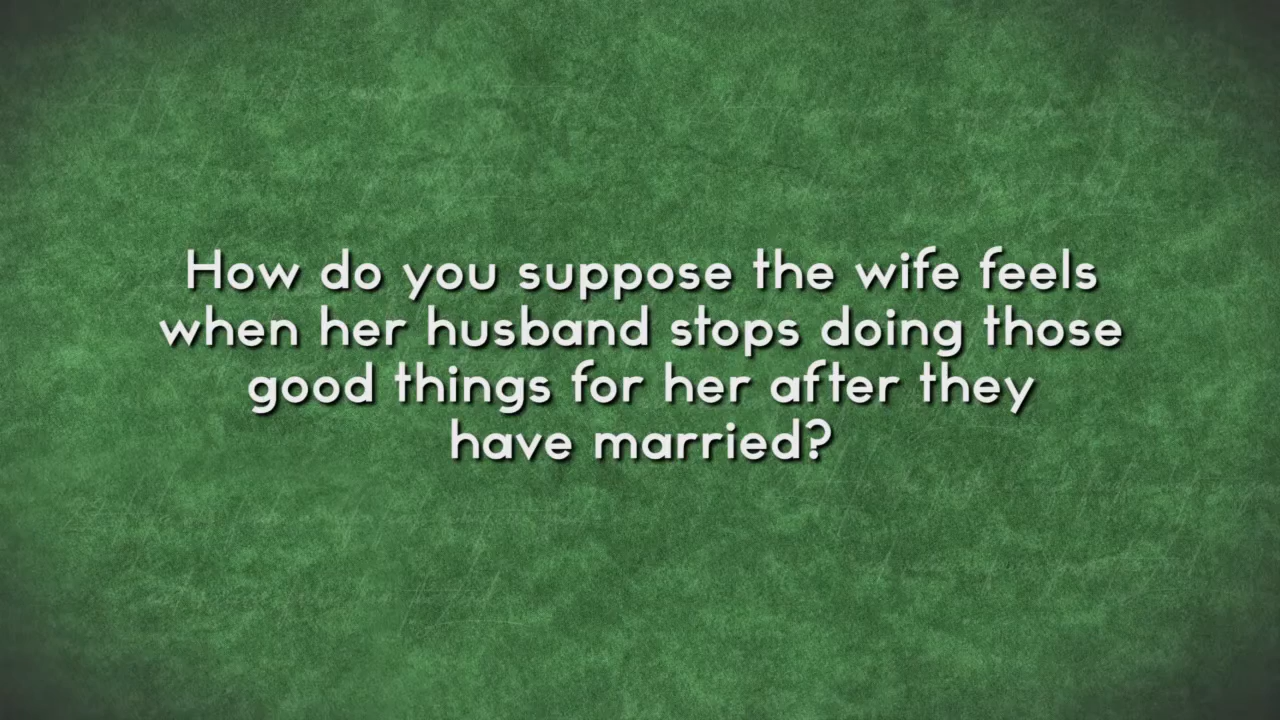 How do you suppose the wife feels
when her husband stops doing those
good things for her after they
have married?